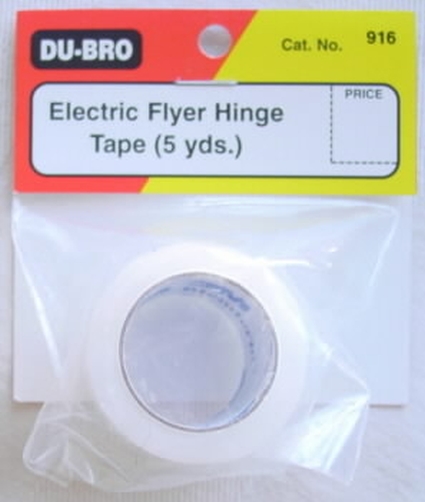 DU-BRO
Cat. No. 916
PRICE
Electric Flyer Hinge
Tape (5 yds.)